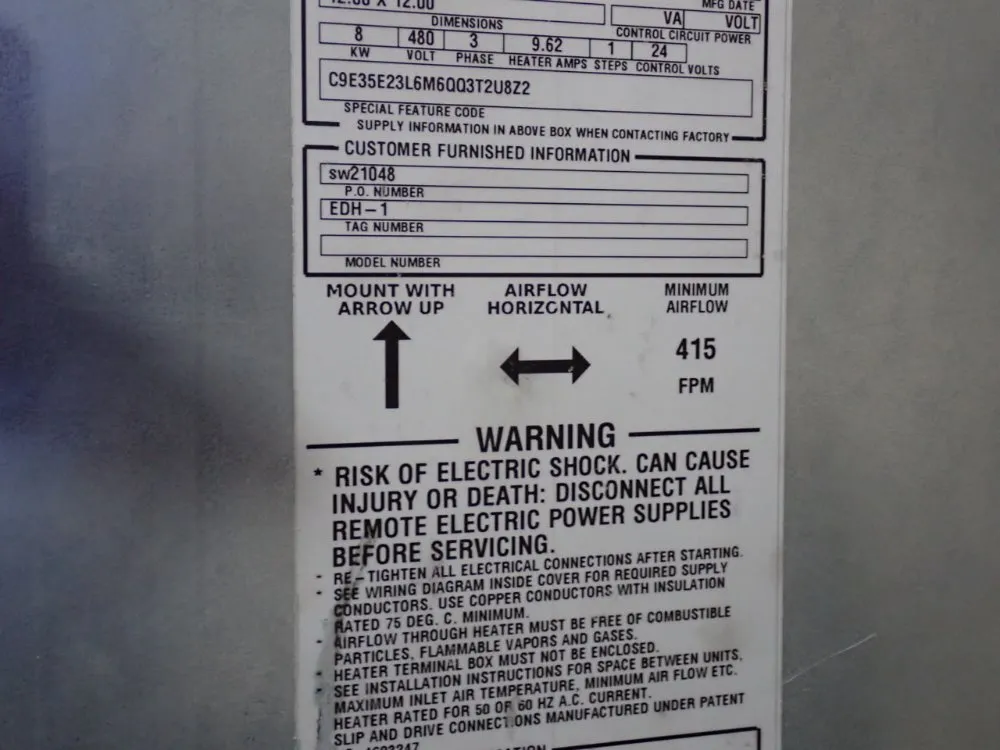 12.00 X 12.00
DIMENSIONS
MFG DATE
VA VOLT
CONTROL CIRCUIT POWER
8 480 3 9.62 1 24
KW VOLT PHASE HEATER AMPS STEPS CONTROL VOLTS
C9E35E23L6M6QQ3T2U8Z2
SPECIAL FEATURE CODE
SUPPLY INFORMATION IN ABOVE BOX WHEN CONTACTING FACTORY
CUSTOMER FURNISHED INFORMATION
sw21048
P.O. NUMBER
EDH-1
TAG NUMBER
MODEL NUMBER
MOUNT WITH
ARROW UP
AIRFLOW
HORIZONTAL
MINIMUM
AIRFLOW
415
FPM
WARNING
* RISK OF ELECTRIC SHOCK. CAN CAUSE
INJURY OR DEATH: DISCONNECT ALL
REMOTE ELECTRIC POWER SUPPLIES
BEFORE SERVICING.
- RE-TIGHTEN ALL ELECTRICAL CONNECTIONS AFTER STARTING.
- SEE WIRING DIAGRAM INSIDE COVER FOR REQUIRED SUPPLY
CONDUCTORS. USE COPPER CONDUCTORS WITH INSULATION
RATED 75 DEG. C. MINIMUM.
- AIRFLOW THROUGH HEATER MUST BE FREE OF COMBUSTIBLE
PARTICLES, FLAMMABLE VAPORS AND GASES.
- HEATER TERMINAL BOX MUST NOT BE ENCLOSED.
- SEE INSTALLATION INSTRUCTIONS FOR SPACE BETWEEN UNITS,
MAXIMUM INLET AIR TEMPERATURE, MINIMUM AIR FLOW ETC.
HEATER RATED FOR 50 OF 60 HZ A.C. CURRENT.
SLIP AND DRIVE CONNECTIONS MANUFACTURED UNDER PATENT